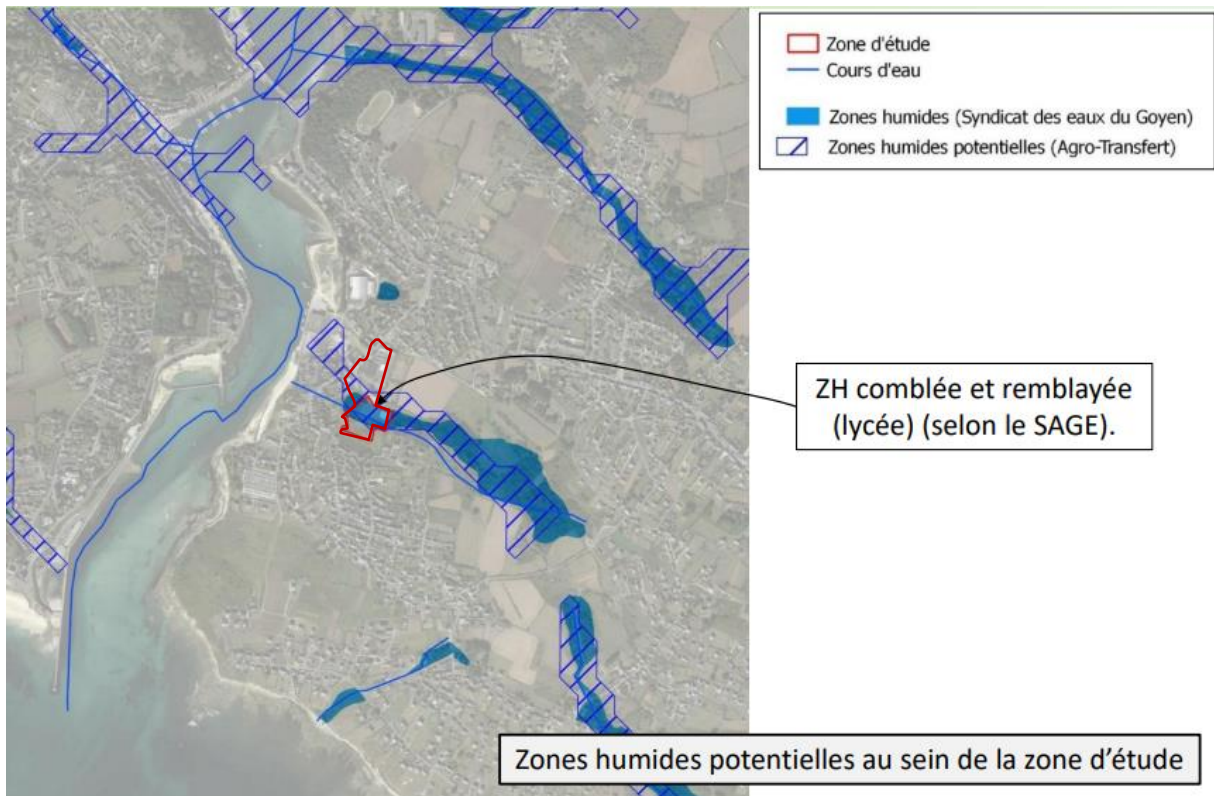 Zone d'étude
Cours d'eau
Zones humides (Syndicat des eaux du Goyen)
Zones humides potentielles (Agro-Transfert)
ZH comblée et remblayée
(lycée) (selon le SAGE).
Zones humides potentielles au sein de la zone d’étude